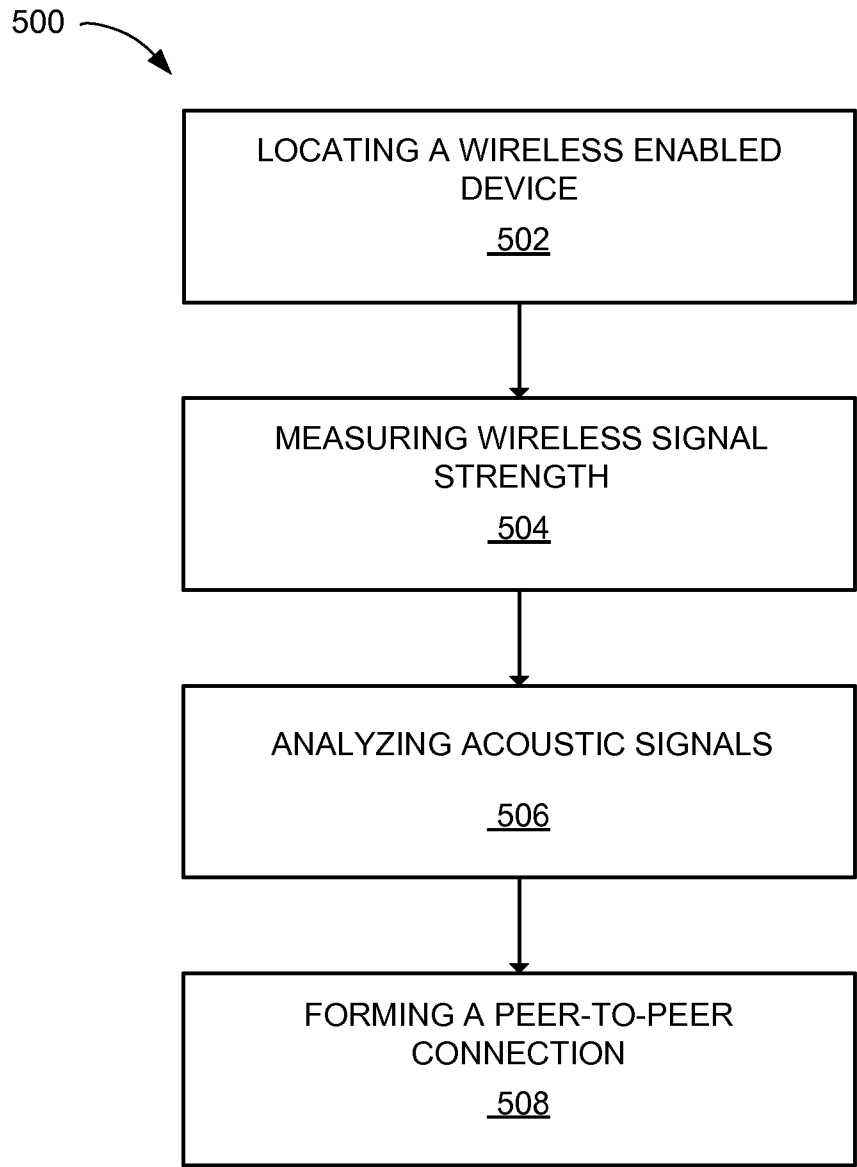 500
LOCATING A WIRELESS ENABLED
DEVICE
502
MEASURING WIRELESS SIGNAL
STRENGTH
504
ANALYZING ACOUSTIC SIGNALS
506
FORMING A PEER-TO-PEER
CONNECTION
508